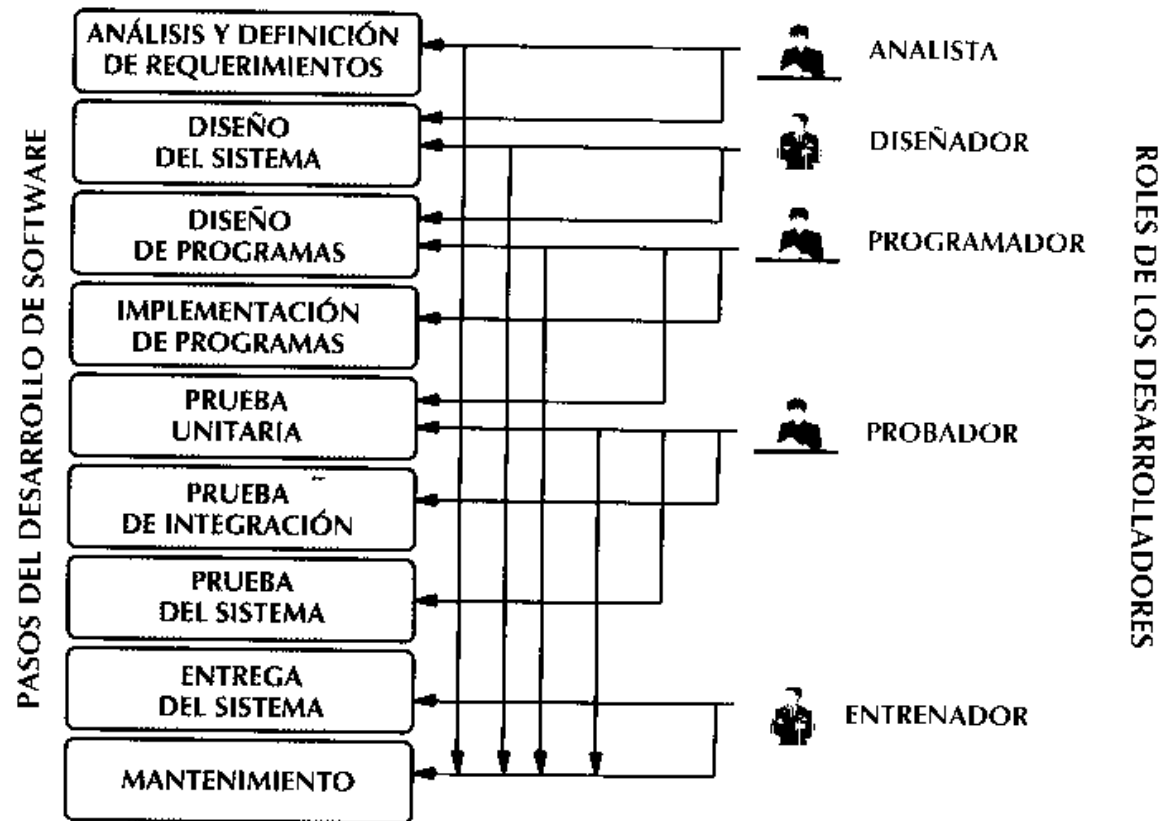 ANÁLISIS Y DEFINICIÓN
DE REQUERIMIENTOS
DISEÑO
DEL SISTEMA
DISEÑO
DE PROGRAMAS
IMPLEMENTACIÓN
DE PROGRAMAS
PRUEBA
UNITARIA
PRUEBA
DE INTEGRACIÓN
PRUEBA
DEL SISTEMA
ENTREGA
DEL SISTEMA
MANTENIMIENTO
PASOS DEL DESARROLLO DE SOFTWARE
ANALISTA
DISEÑADOR
PROGRAMADOR
PROBADOR
ENTRENADOR
ROLES DE LOS DESARROLLADORES